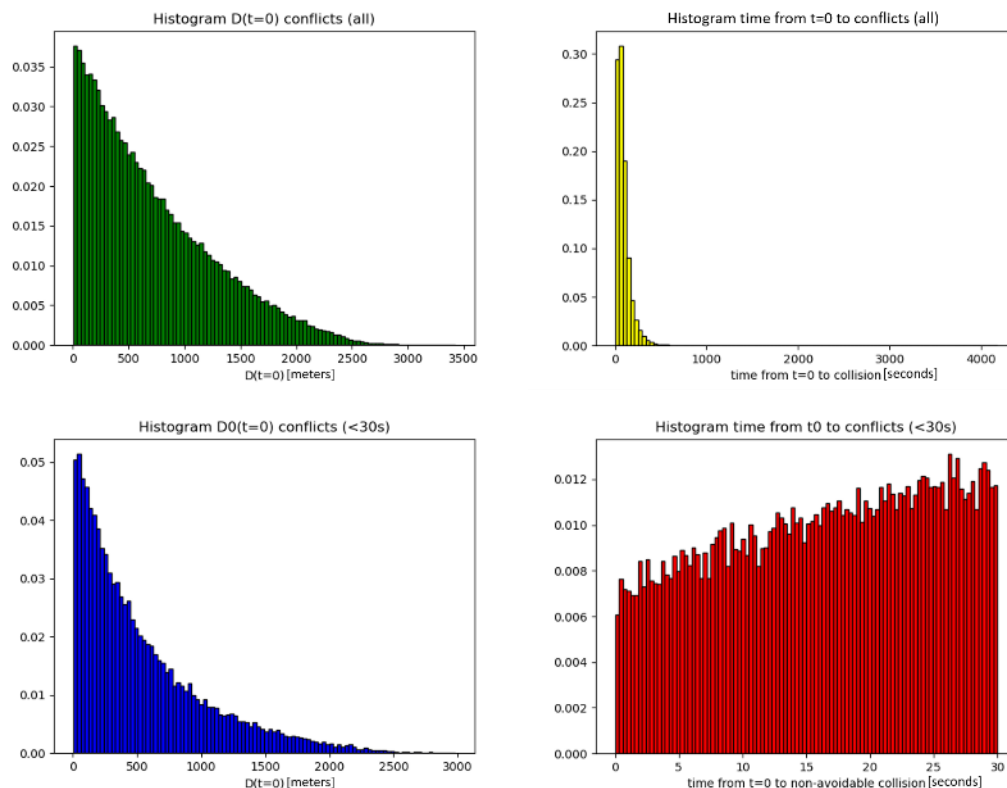 Histogram D(t=0) conflicts (all)
0.035
0.030
0.025
0.020
0.015
0.010
0.005
0.000
0 500 1000 1500 2000 2500 3000 3500
D(t=0) [meters]
Histogram time from t=0 to conflicts (all)
0.30
0.25
0.20
0.15
0.10
0.05
0.00
0 1000 2000 3000 4000
time from t=0 to collision [seconds]
Histogram D0(t=0) conflicts (<30s)
0.05
0.04
0.03
0.02
0.01
0.00
0 500 1000 1500 2000 2500 3000
D(t=0) [meters]
Histogram time from t0 to conflicts (<30s)
0.012
0.010
0.008
0.006
0.004
0.002
0.000
0 5 10 15 20 25 30
time from t=0 to non-avoidable collision [seconds]